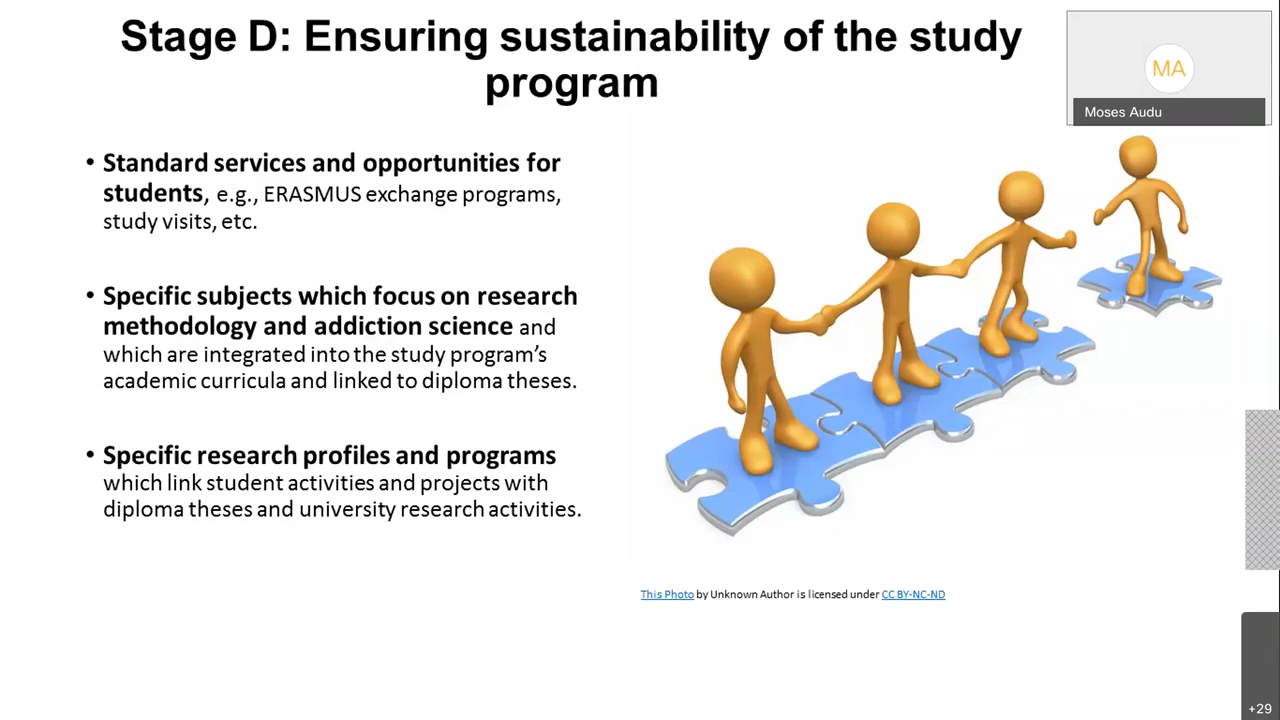 Stage D: Ensuring sustainability of the study
program
MA
Moses Audu
• Standard services and opportunities for
students, e.g., ERASMUS exchange programs,
study visits, etc.
• Specific subjects which focus on research
methodology and addiction science and
which are integrated into the study program’s
academic curricula and linked to diploma theses.
• Specific research profiles and programs
which link student activities and projects with
diploma theses and university research activities.
This Photo by Unknown Author is licensed under CC BY-NC-ND
+29